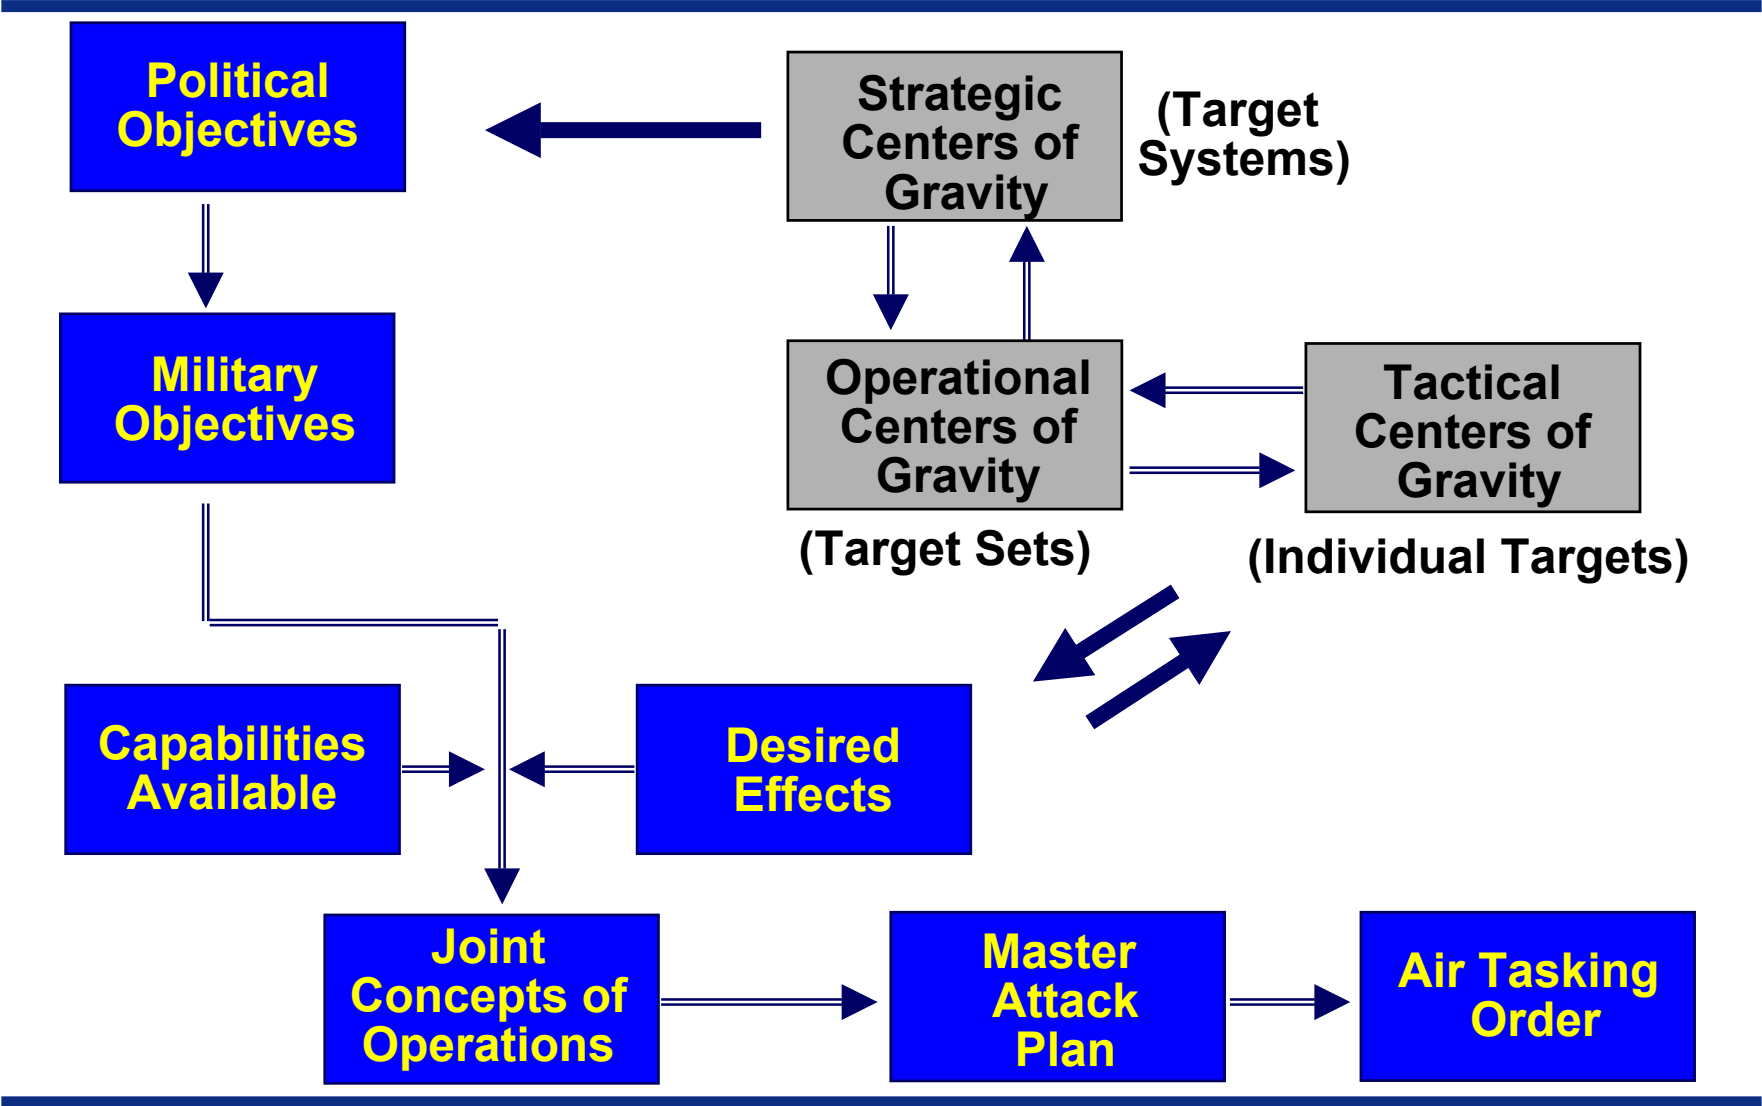 Political
Objectives
Strategic
Centers of
Gravity
(Target
Systems)
Military
Objectives
Operational
Centers of
Gravity
(Target Sets)
Tactical
Centers of
Gravity
(Individual Targets)
Capabilities
Available
Desired
Effects
Joint
Concepts of
Operations
Master
Attack
Plan
Air Tasking
Order